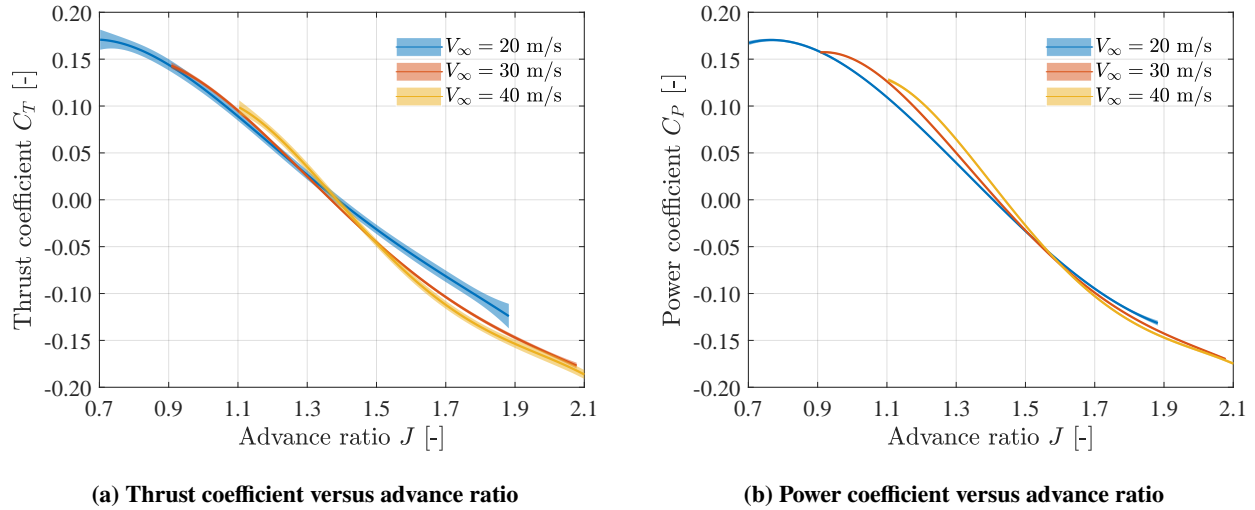 0.20
0.15
0.10
0.05
0.00
-0.05
-0.10
-0.15
-0.20
Thrust coefficient C_T [-]
V_∞ = 20 m/s
V_∞ = 30 m/s
V_∞ = 40 m/s
0.7 0.9 1.1 1.3 1.5 1.7 1.9 2.1
Advance ratio J [-]
(a) Thrust coefficient versus advance ratio
0.20
0.15
0.10
0.05
0.00
-0.05
-0.10
-0.15
-0.20
Power coefficient C_P [-]
V_∞ = 20 m/s
V_∞ = 30 m/s
V_∞ = 40 m/s
0.7 0.9 1.1 1.3 1.5 1.7 1.9 2.1
Advance ratio J [-]
(b) Power coefficient versus advance ratio